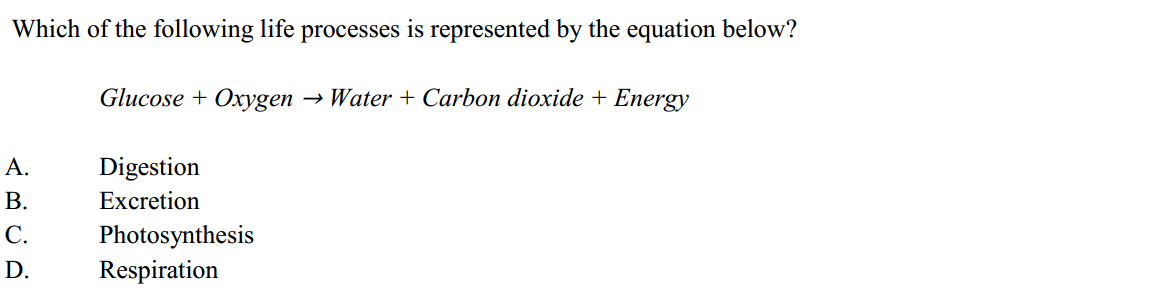 Which of the following life processes is represented by the equation below?
Glucose + Oxygen → Water + Carbon dioxide + Energy
A. Digestion
B. Excretion
C. Photosynthesis
D. Respiration